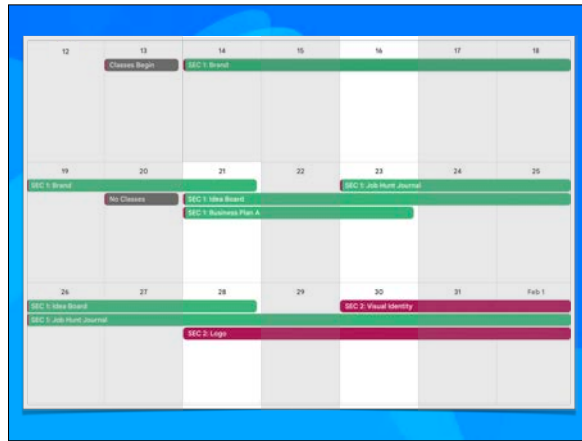 12 13 14 15 16 17 18
Classes Begin SEC 1: Brand
19 20 21 22 23 24 25
SEC 1: Brand SEC 1: Job Hunt Journal
No Classes SEC 1: Idea Board
SEC 1: Business Plan A
26 27 28 29 30 31 Feb 1
SEC 1: Idea Board SEC 2: Visual Identity
SEC 1: Job Hunt Journal
SEC 2: Logo